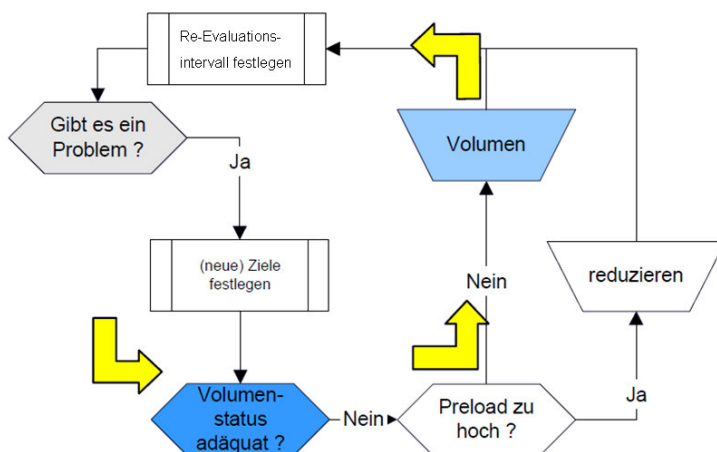 Re-Evaluations-
intervall festlegen
Gibt es ein
Problem ?
Ja
Volumen
(neue) Ziele
festlegen
Nein
reduzieren
Volumen-
status
adäquat ?
Nein
Preload zu
hoch ?
Ja